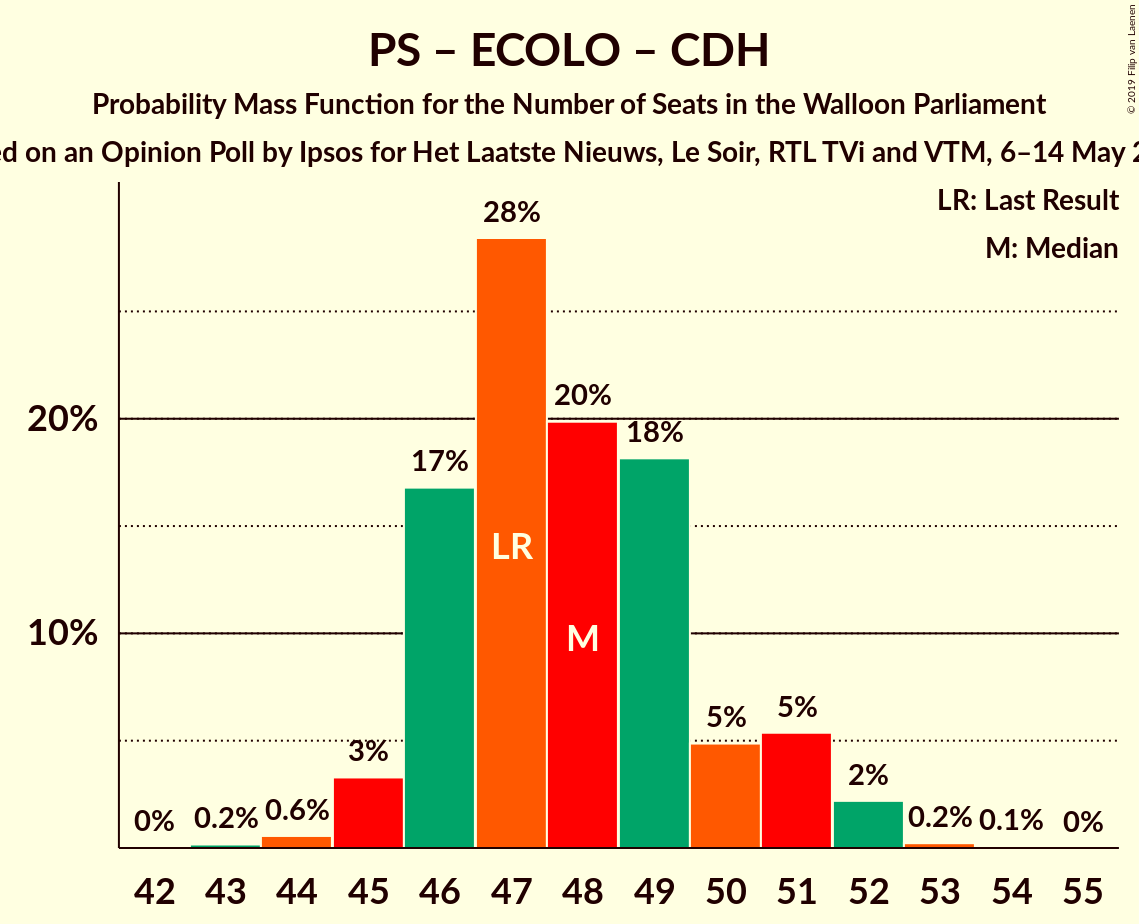 PS – ECOLO – CDH
Probability Mass Function for the Number of Seats in the Walloon Parliament
on an Opinion Poll by Ipsos for Het Laatste Nieuws, Le Soir, RTL TVi and VTM, 6–14 May
© 2019 Filip van Laenen
LR: Last Result
M: Median
28%
20%
20%
18%
17%
LR
M
10%
5%
5%
3%
2%
0%
0.2%
0.6%
0.2%
0.1%
0%
42 43 44 45 46 47 48 49 50 51 52 53 54 55